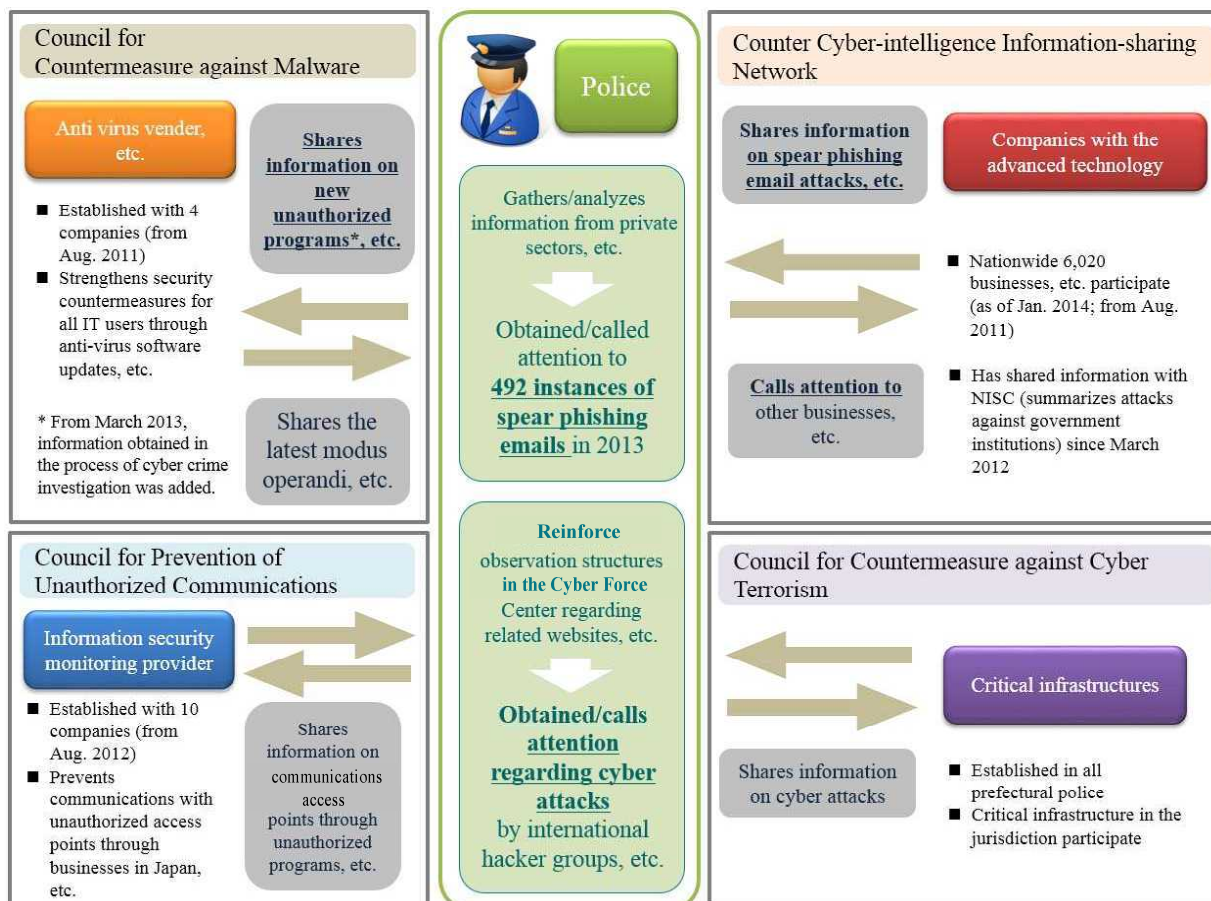 Council for
Countermeasure against Malware
Anti virus vender,
etc.
Shares
information on
new
unauthorized
programs*, etc.
■ Established with 4
companies (from
Aug. 2011)
■ Strengthens security
countermeasures for
all IT users through
anti-virus software
updates, etc.
* From March 2013,
information obtained in
the process of cyber crime
investigation was added.
Shares the
latest modus
operandi, etc.
Police
Gathers/analyzes
information from private
sectors, etc.
Obtained/called
attention to
492 instances of
spear phishing
emails in 2013
Reinforce
observation structures
in the Cyber Force
Center regarding
related websites, etc.
Obtained/calls
attention
regarding cyber
attacks
by international
hacker groups, etc.
Counter Cyber-intelligence Information-sharing
Network
Shares information
on spear phishing
email attacks, etc.
Companies with the
advanced technology
■ Nationwide 6,020
businesses, etc. participate
(as of Jan. 2014; from Aug.
2011)
Calls attention to
other businesses,
etc.
■ Has shared information with
NISC (summarizes attacks
against government
institutions) since March
2012
Council for Prevention of
Unauthorized Communications
Information security
monitoring provider
■ Established with 10
companies (from
Aug. 2012)
■ Prevents
communications with
unauthorized access
points through
businesses in Japan,
etc.
Shares
information on
communications
access
points through
unauthorized
programs, etc.
Council for Countermeasure against Cyber
Terrorism
Critical infrastructures
Shares information
on cyber attacks
■ Established in all
prefectural police
■ Critical infrastructure in the
jurisdiction participate